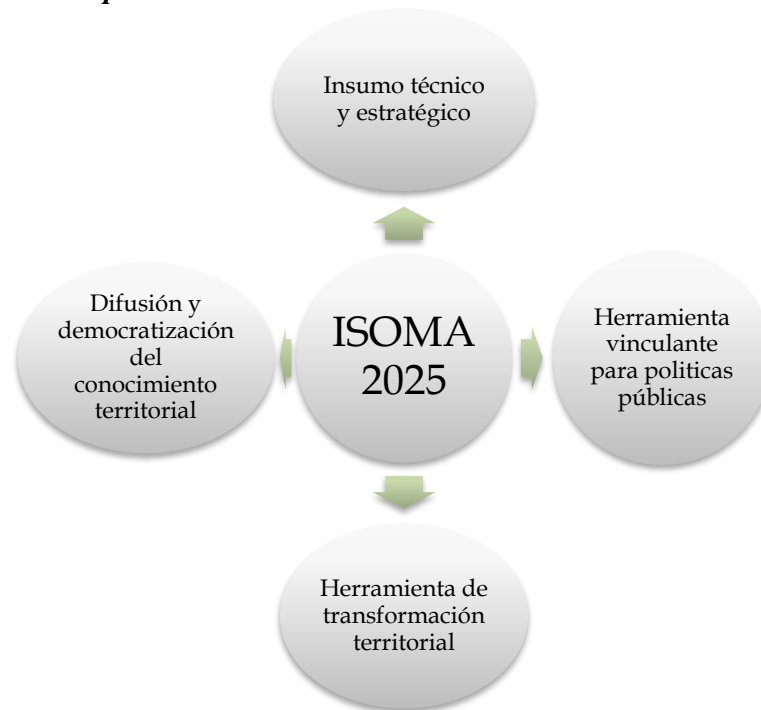 Insumo técnico
y estratégico
Difusión y
democratización
del
conocimiento
territorial
ISOMA
2025
Herramienta
vinculante
para politicas
públicas
Herramienta de
transformación
territorial